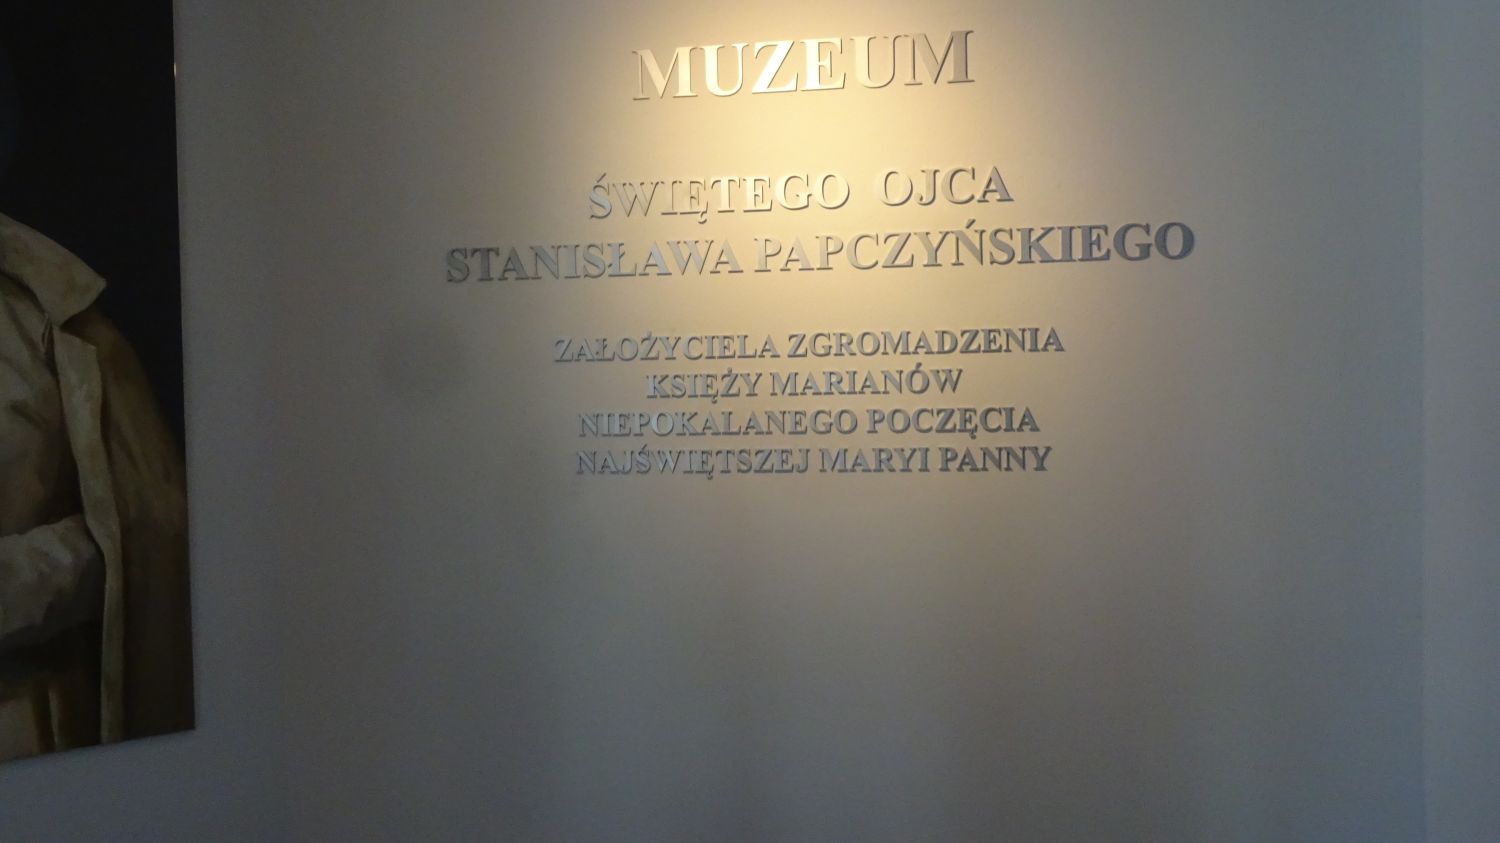 MUZEUM
ŚWIĘTEGO OJCA
STANISŁAWA PAPCZYŃSKIEGO
ZAŁOŻYCIELA ZGROMADZENIA
KSIĘŻY MARIANÓW
NIEPOKALANEGO POCZĘCIA
NAJŚWIĘTSZEJ MARYI PANNY